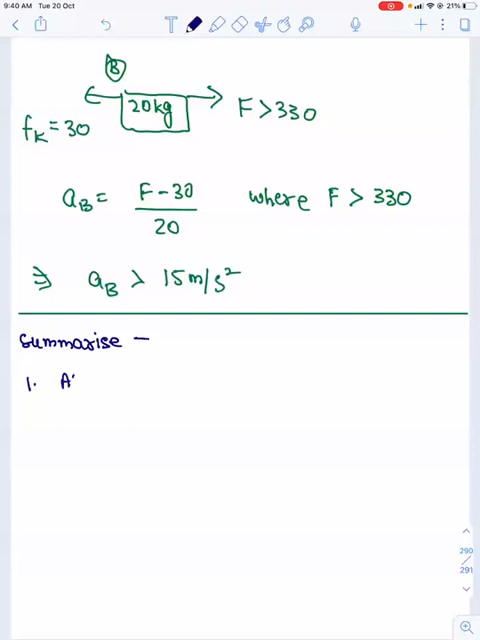 9:40 AM Tue 20 Oct
21%
B
20kg
fK = 30
F > 330
aB = F - 30 / 20 where F > 330
⇒ aB > 15 m/s²
Summarise —
1. A
290
/
291